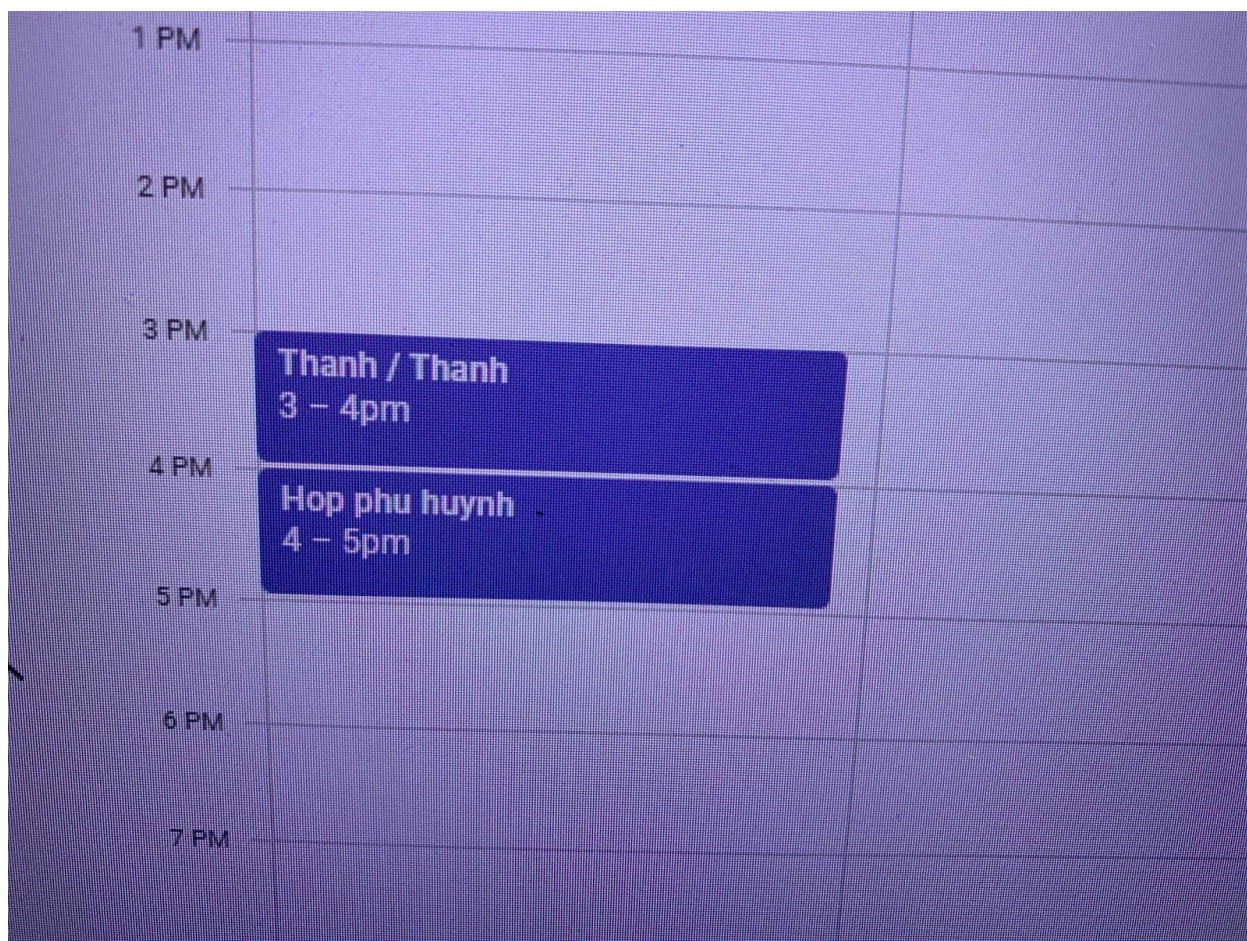 1 PM
2 PM
3 PM
Thanh / Thanh
3 – 4pm
4 PM
Hop phu huynh
4 – 5pm
5 PM
6 PM
7 PM